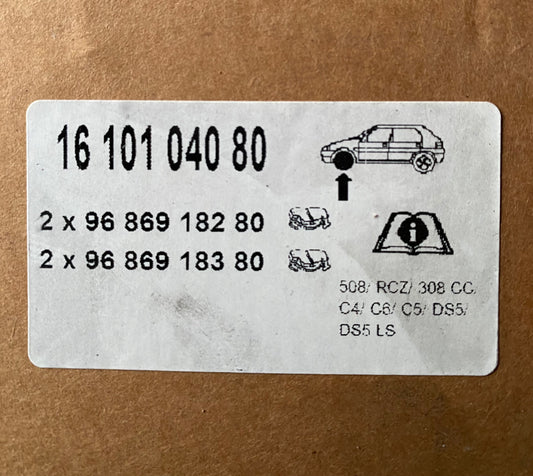 16 101 040 80
2 x 96 869 182 80
2 x 96 869 183 80
i
508/ RCZ/ 308 CC/
C4/ C6/ C5/ DS5/
DS5 LS